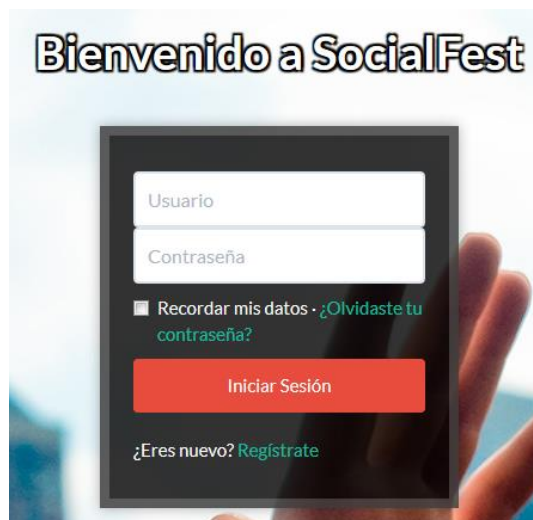 Bienvenido a SocialFest
Usuario
Contraseña
Recordar mis datos · ¿Olvidaste tu
contraseña?
Iniciar Sesión
¿Eres nuevo? Regístrate